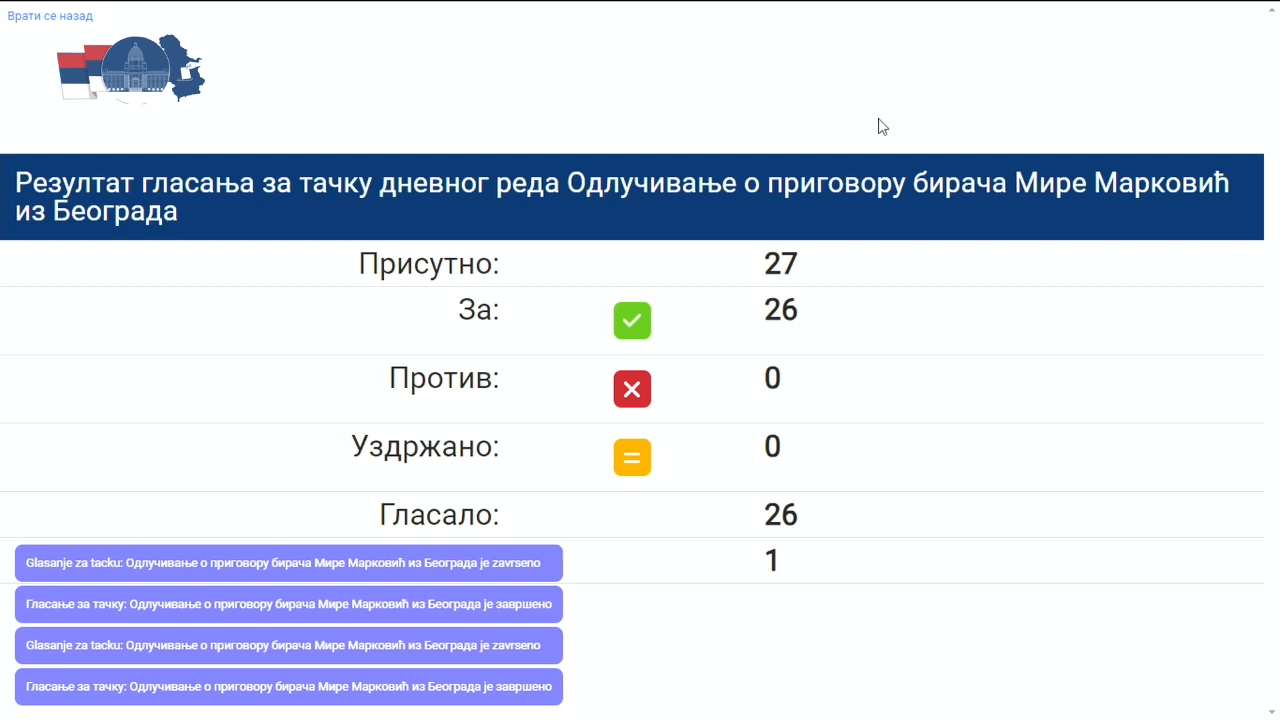 Врати се назад
Резултат гласања за тачку дневног реда Одлучивање о приговору бирача Мире Марковић
из Београда
Присутно: 27
За: 26
Против: 0
Уздржано: 0
Гласало: 26
1
Glasanje za tacku: Одлучивање о приговору бирача Мире Марковић из Београда je zavrseno
Гласање за тачку: Одлучивање о приговору бирача Мире Марковић из Београда је завршено
Glasanje za tacku: Одлучивање о приговору бирача Мире Марковић из Београда je zavrseno
Гласање за тачку: Одлучивање о приговору бирача Мире Марковић из Београда је завршено